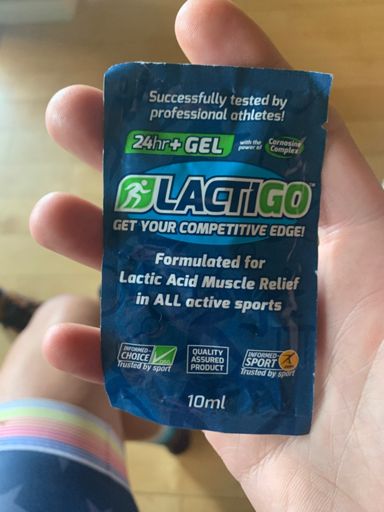 Successfully tested by
professional athletes!
24hr+ GEL
with the
power of
Carnosine
Complex
LACTIGO™
GET YOUR COMPETITIVE EDGE!
Formulated for
Lactic Acid Muscle Relief
in ALL active sports
INFORMED-
CHOICE
Trusted by sport
QUALITY
ASSURED
PRODUCT
INFORMED-
SPORT
Trusted by sport
10ml